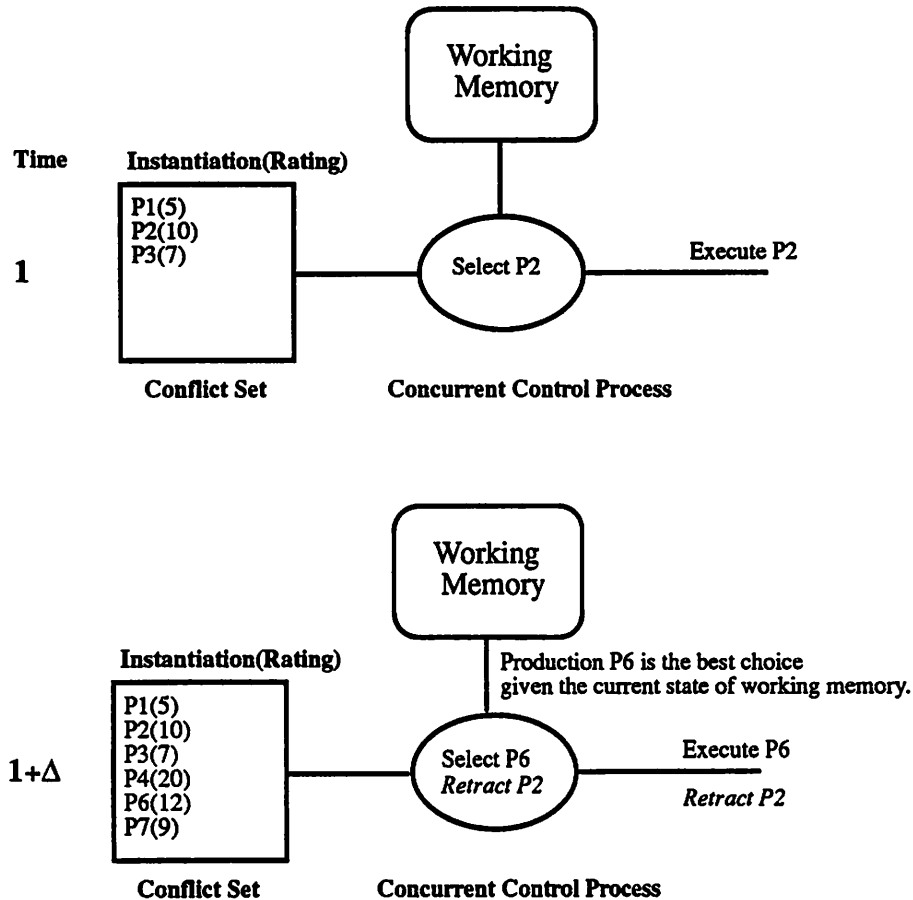 Working
Memory
Time
Instantiation(Rating)
P1(5)
P2(10)
P3(7)
1
Select P2
Execute P2
Conflict Set
Concurrent Control Process
Working
Memory
Instantiation(Rating)
Production P6 is the best choice
given the current state of working memory.
P1(5)
P2(10)
P3(7)
P4(20)
P6(12)
P7(9)
1+Δ
Select P6
Retract P2
Execute P6
Retract P2
Conflict Set
Concurrent Control Process